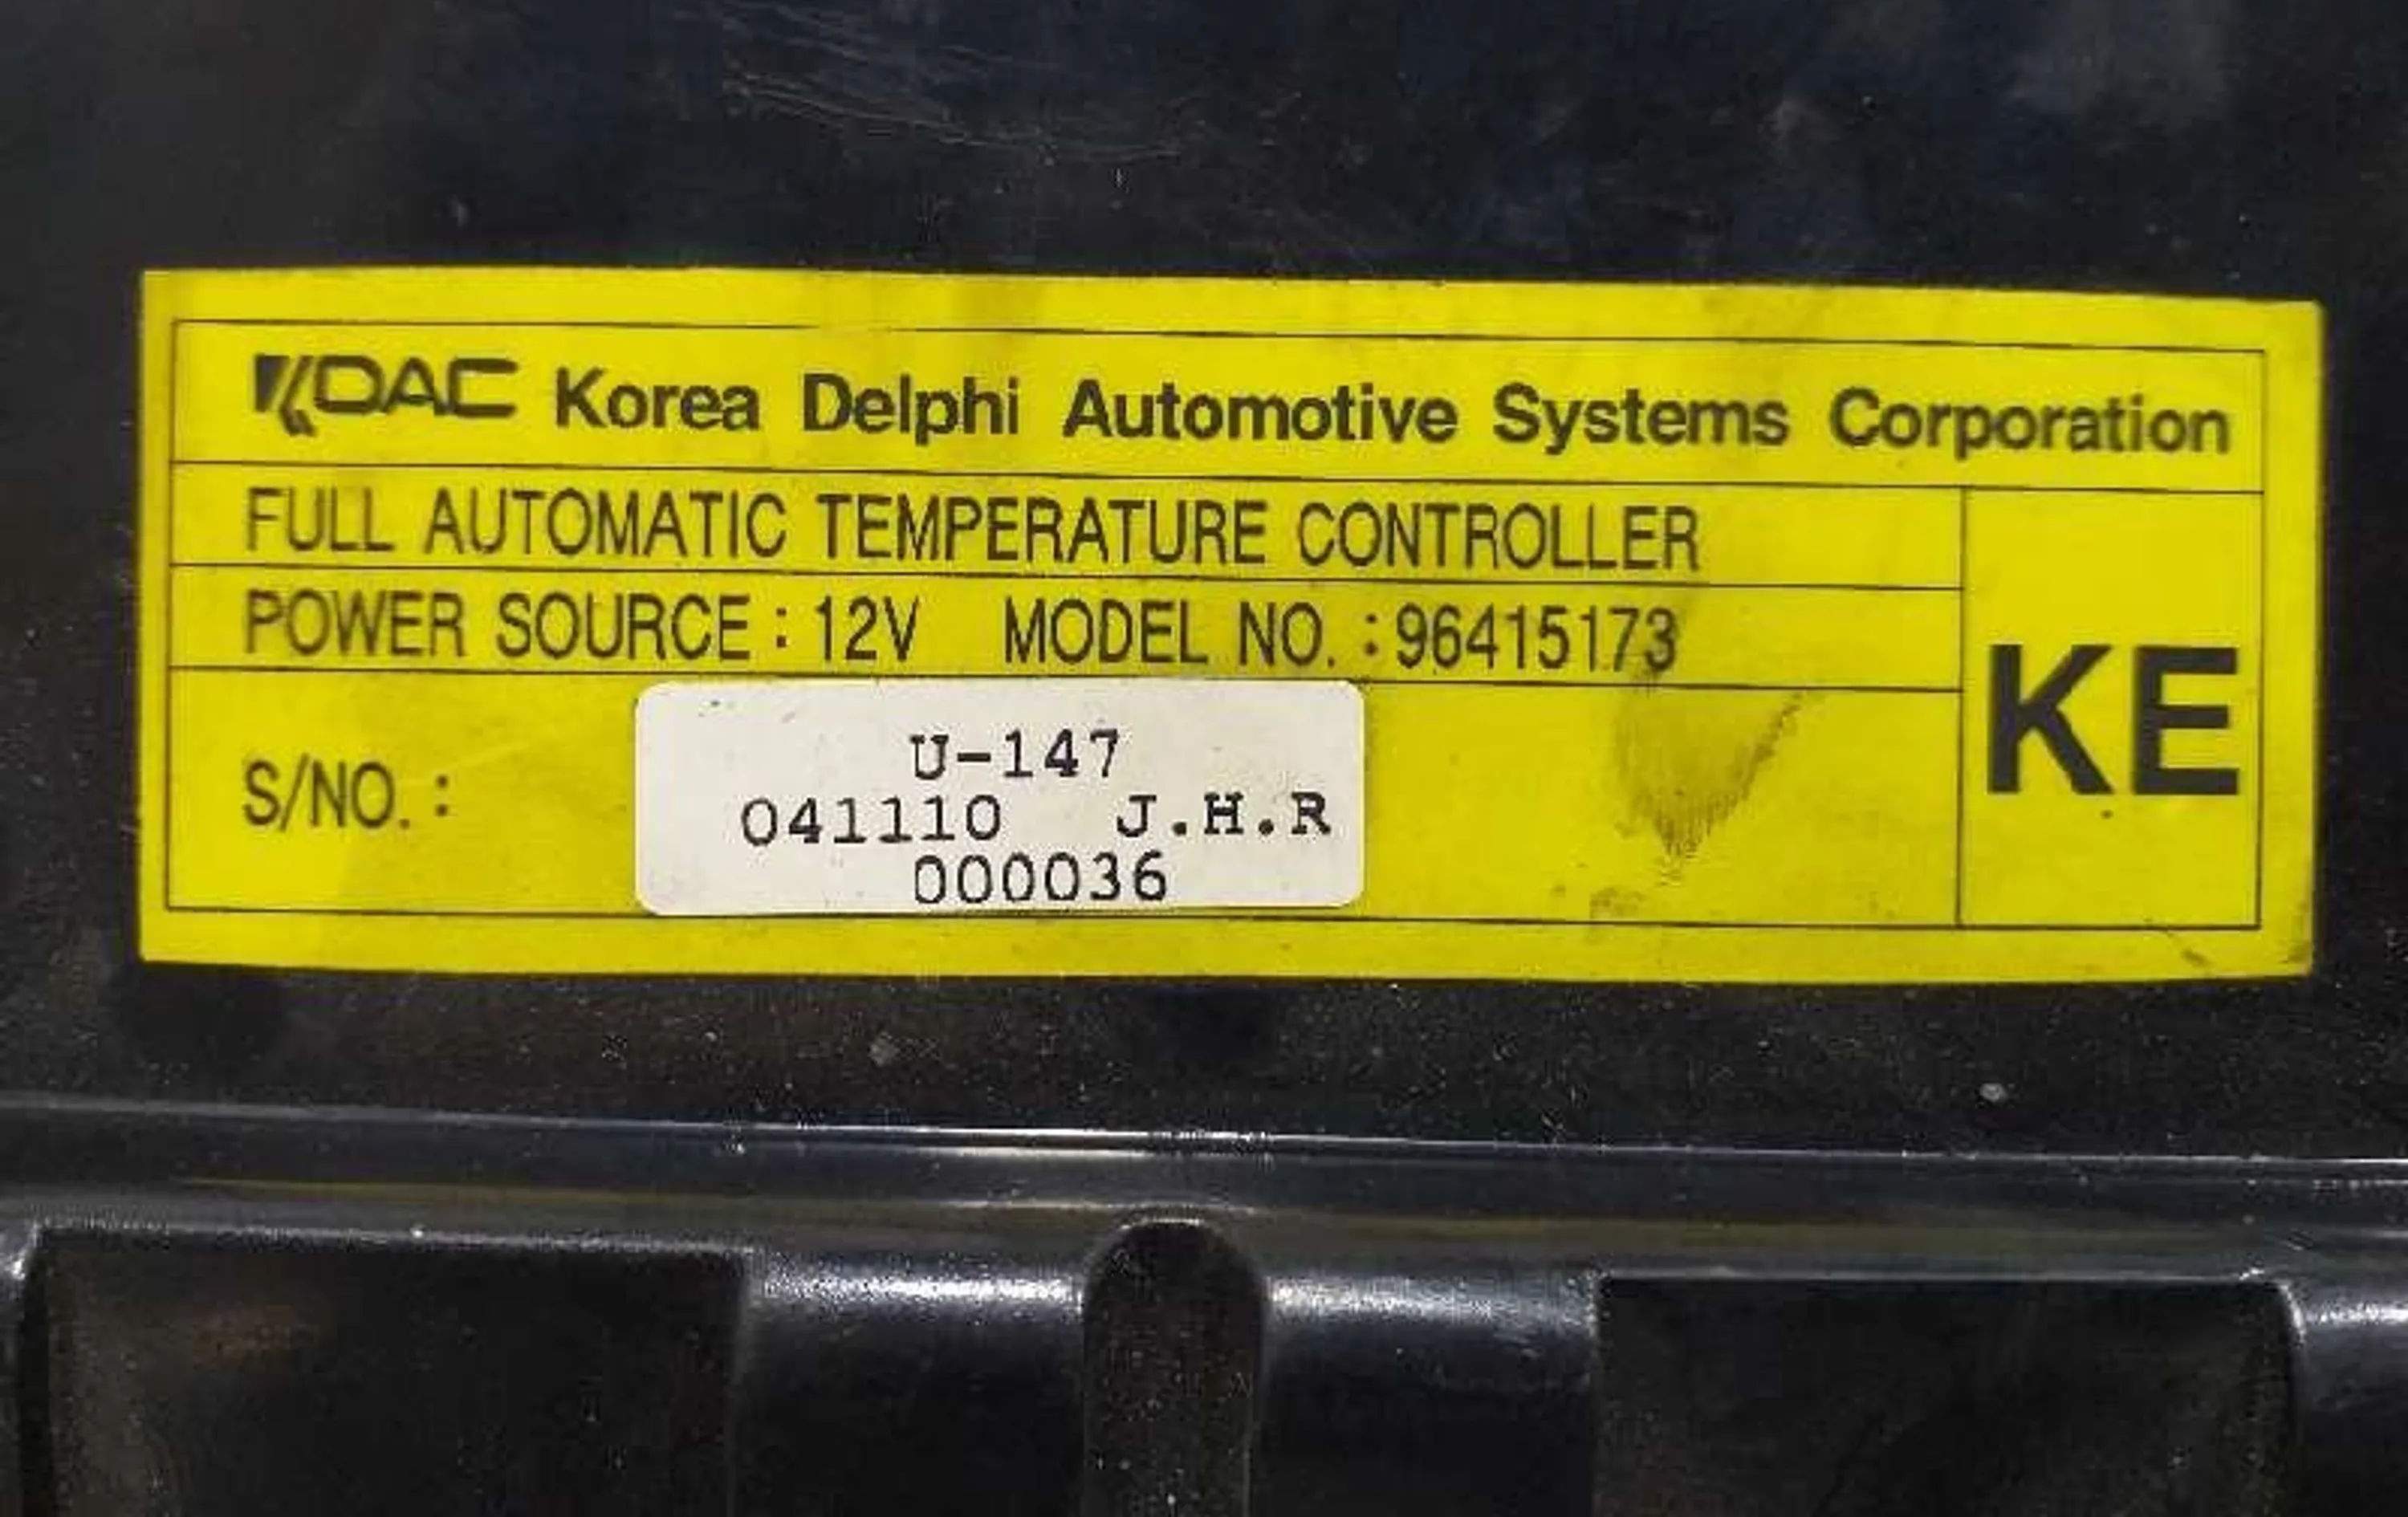 KDAC Korea Delphi Automotive Systems Corporation
FULL AUTOMATIC TEMPERATURE CONTROLLER
POWER SOURCE : 12V MODEL NO. : 96415173
KE
S/NO. :
U-147
041110 J.H.R
000036